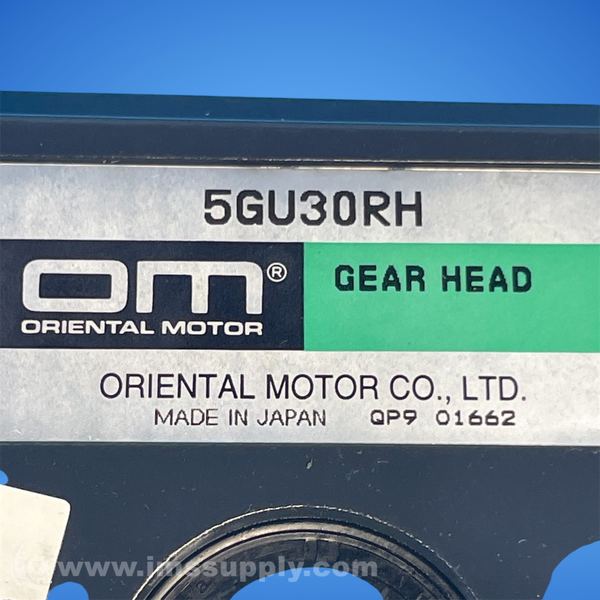 5GU30RH
om®
ORIENTAL MOTOR
GEAR HEAD
ORIENTAL MOTOR CO., LTD.
MADE IN JAPAN QP9 01662
www.imssupply.com